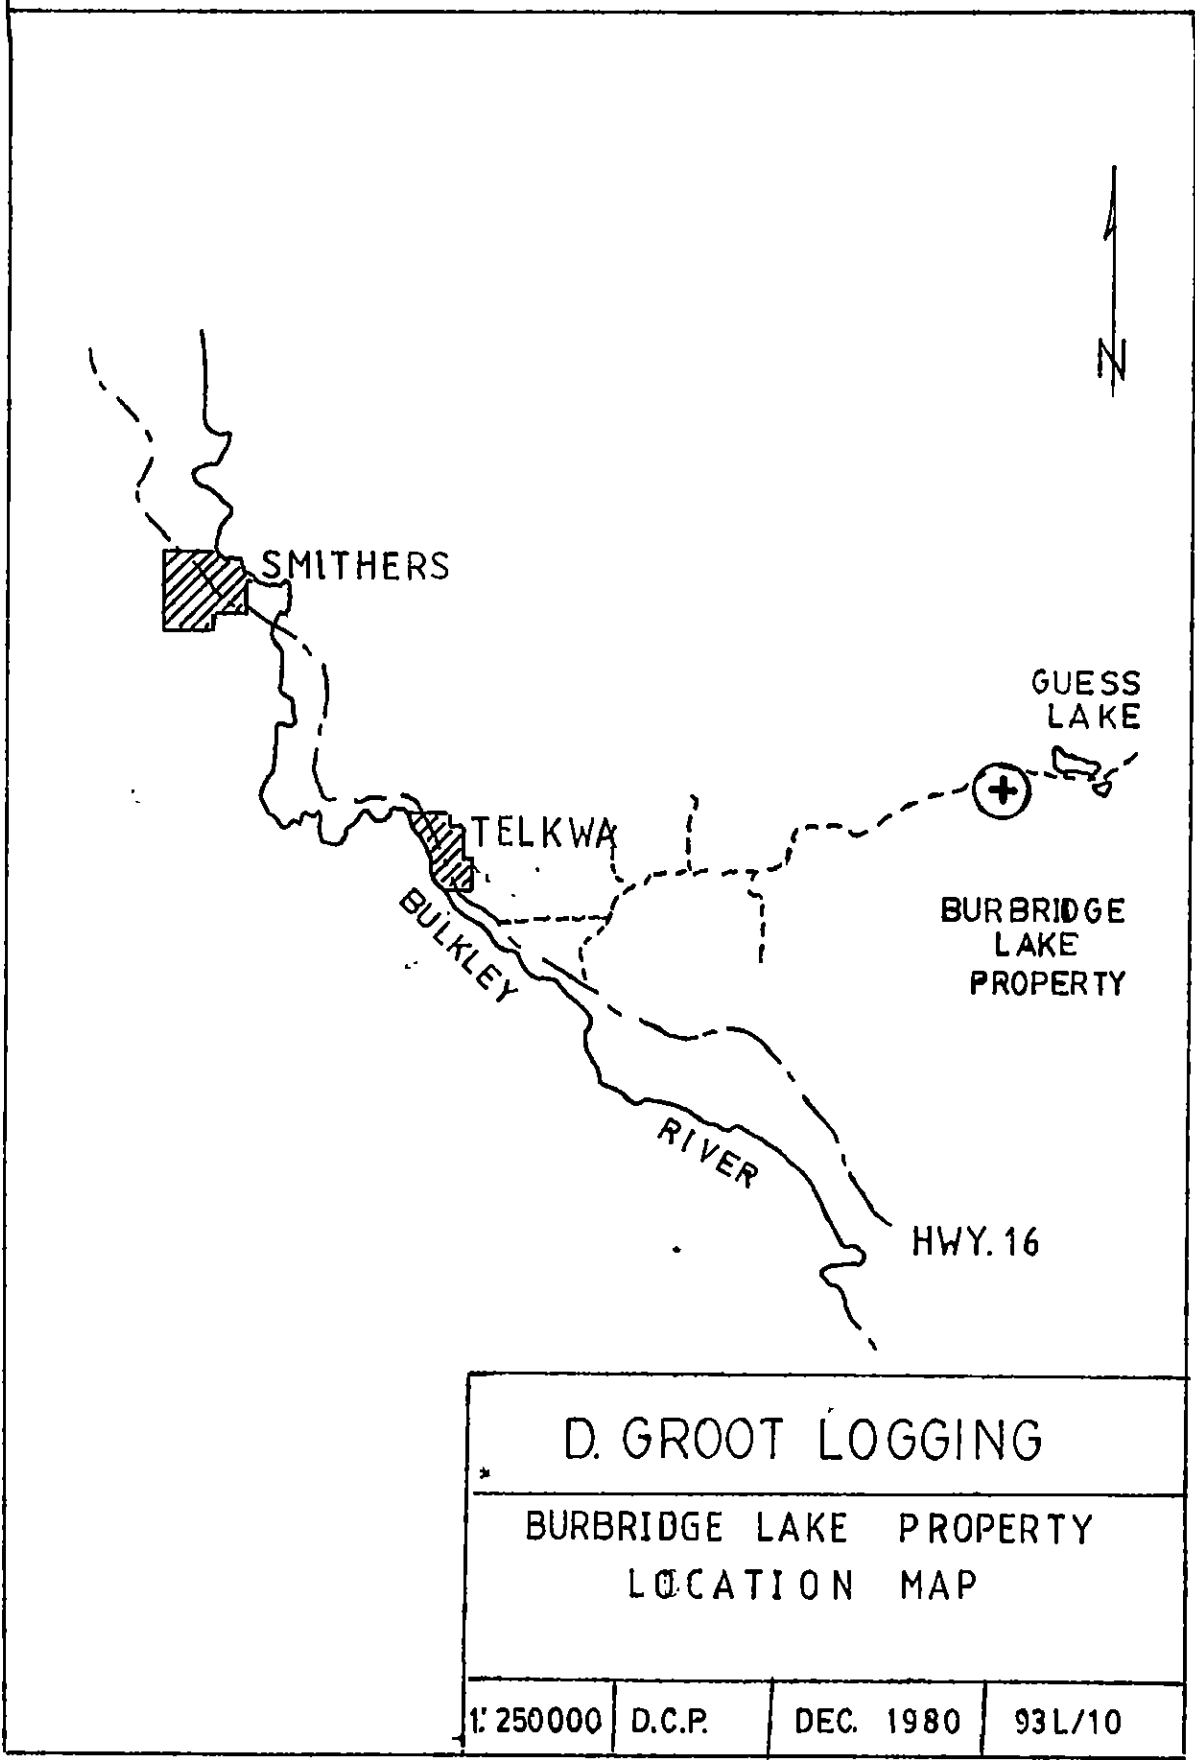 N
SMITHERS
GUESS
LAKE
TELKWA
BULKLEY
BURBRIDGE
LAKE
PROPERTY
RIVER
HWY. 16
D. GROOT LOGGING
BURBRIDGE LAKE PROPERTY
LOCATION MAP
1:250000 D.C.P. DEC. 1980 93L/10